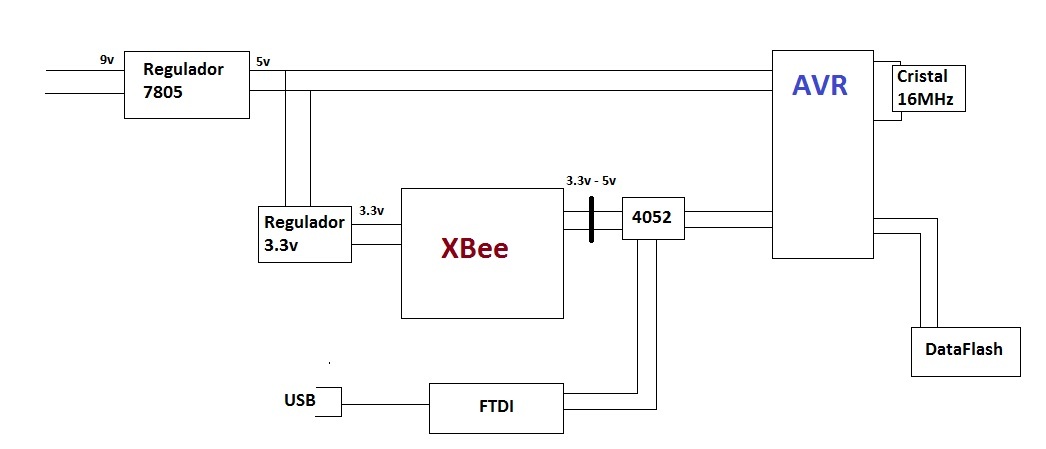 9v
Regulador
7805
5v
AVR
Cristal
16MHz
3.3v - 5v
Regulador
3.3v
3.3v
XBee
4052
DataFlash
USB
FTDI